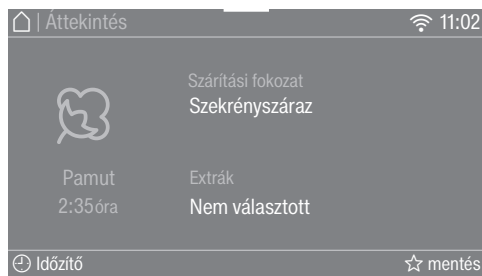 | Áttekintés 11:02
Szárítási fokozat
Szekrényszáraz
Pamut
2:35 óra
Extrák
Nem választott
Időzítő mentés